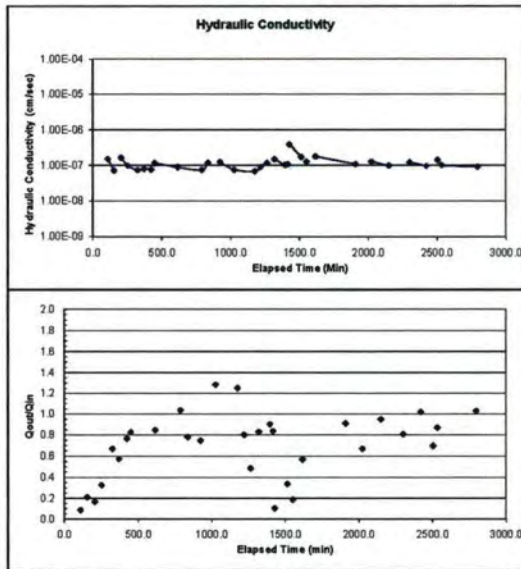 Hydraulic Conductivity
Hydraulic Conductivity (cm/sec)
1.00E-04
1.00E-05
1.00E-06
1.00E-07
1.00E-08
1.00E-09
0.0 500.0 1000.0 1500.0 2000.0 2500.0 3000.0
Elapsed Time (Min)
Qout/Qin
2.0
1.8
1.6
1.4
1.2
1.0
0.8
0.6
0.4
0.2
0.0
0.0 500.0 1000.0 1500.0 2000.0 2500.0 3000.0
Elapsed Time (min)